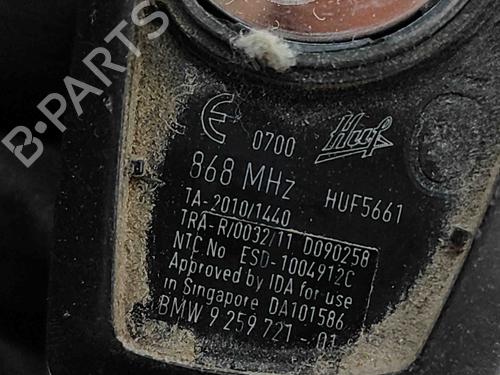 B-PARTS
CE 0700 Huf
868 MHz HUF5661
TA-2010/1440
TRA-R/0032/11 D090258
NTC No ESD-1004912C
Approved by IDA for use
in Singapore DA101586
BMW 9 259 721-01